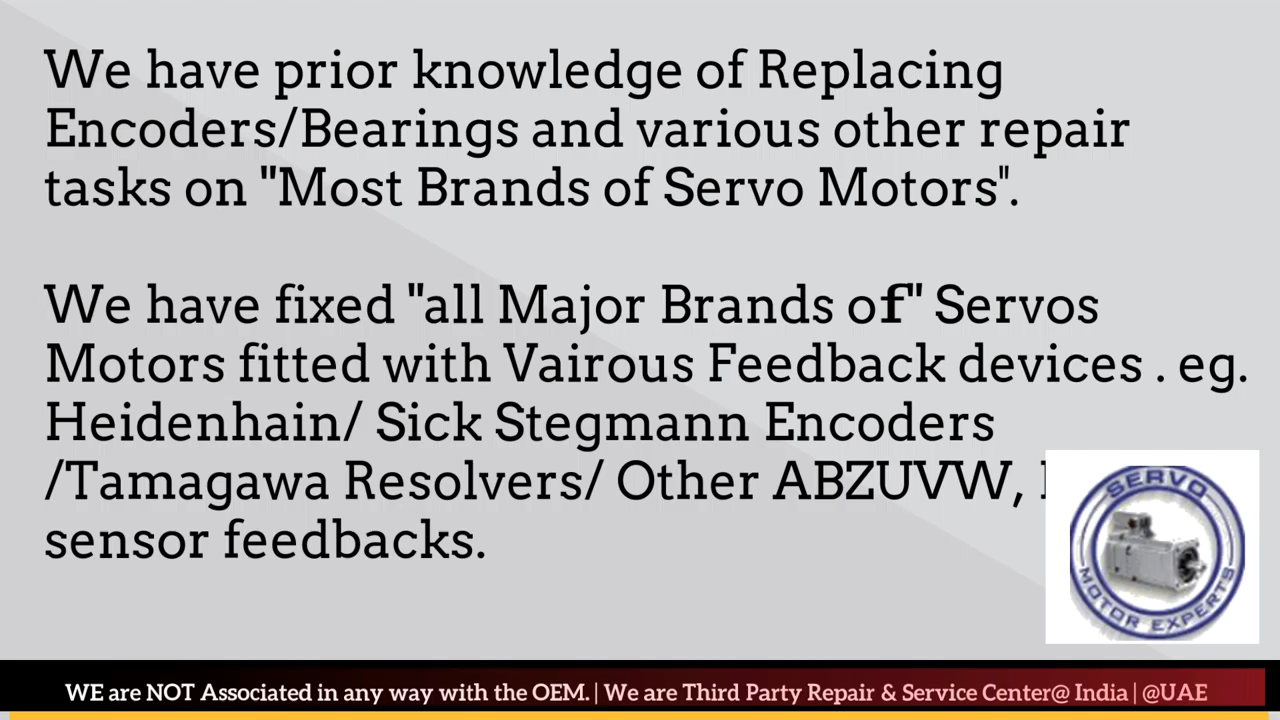 We have prior knowledge of Replacing
Encoders/Bearings and various other repair
tasks on "Most Brands of Servo Motors".
We have fixed "all Major Brands of" Servos
Motors fitted with Vairous Feedback devices . eg.
Heidenhain/ Sick Stegmann Encoders
/Tamagawa Resolvers/ Other ABZUVW,
sensor feedbacks.
SERVO
MOTOR EXPERTS
WE are NOT Associated in any way with the OEM. | We are Third Party Repair & Service Center@ India | @UAE